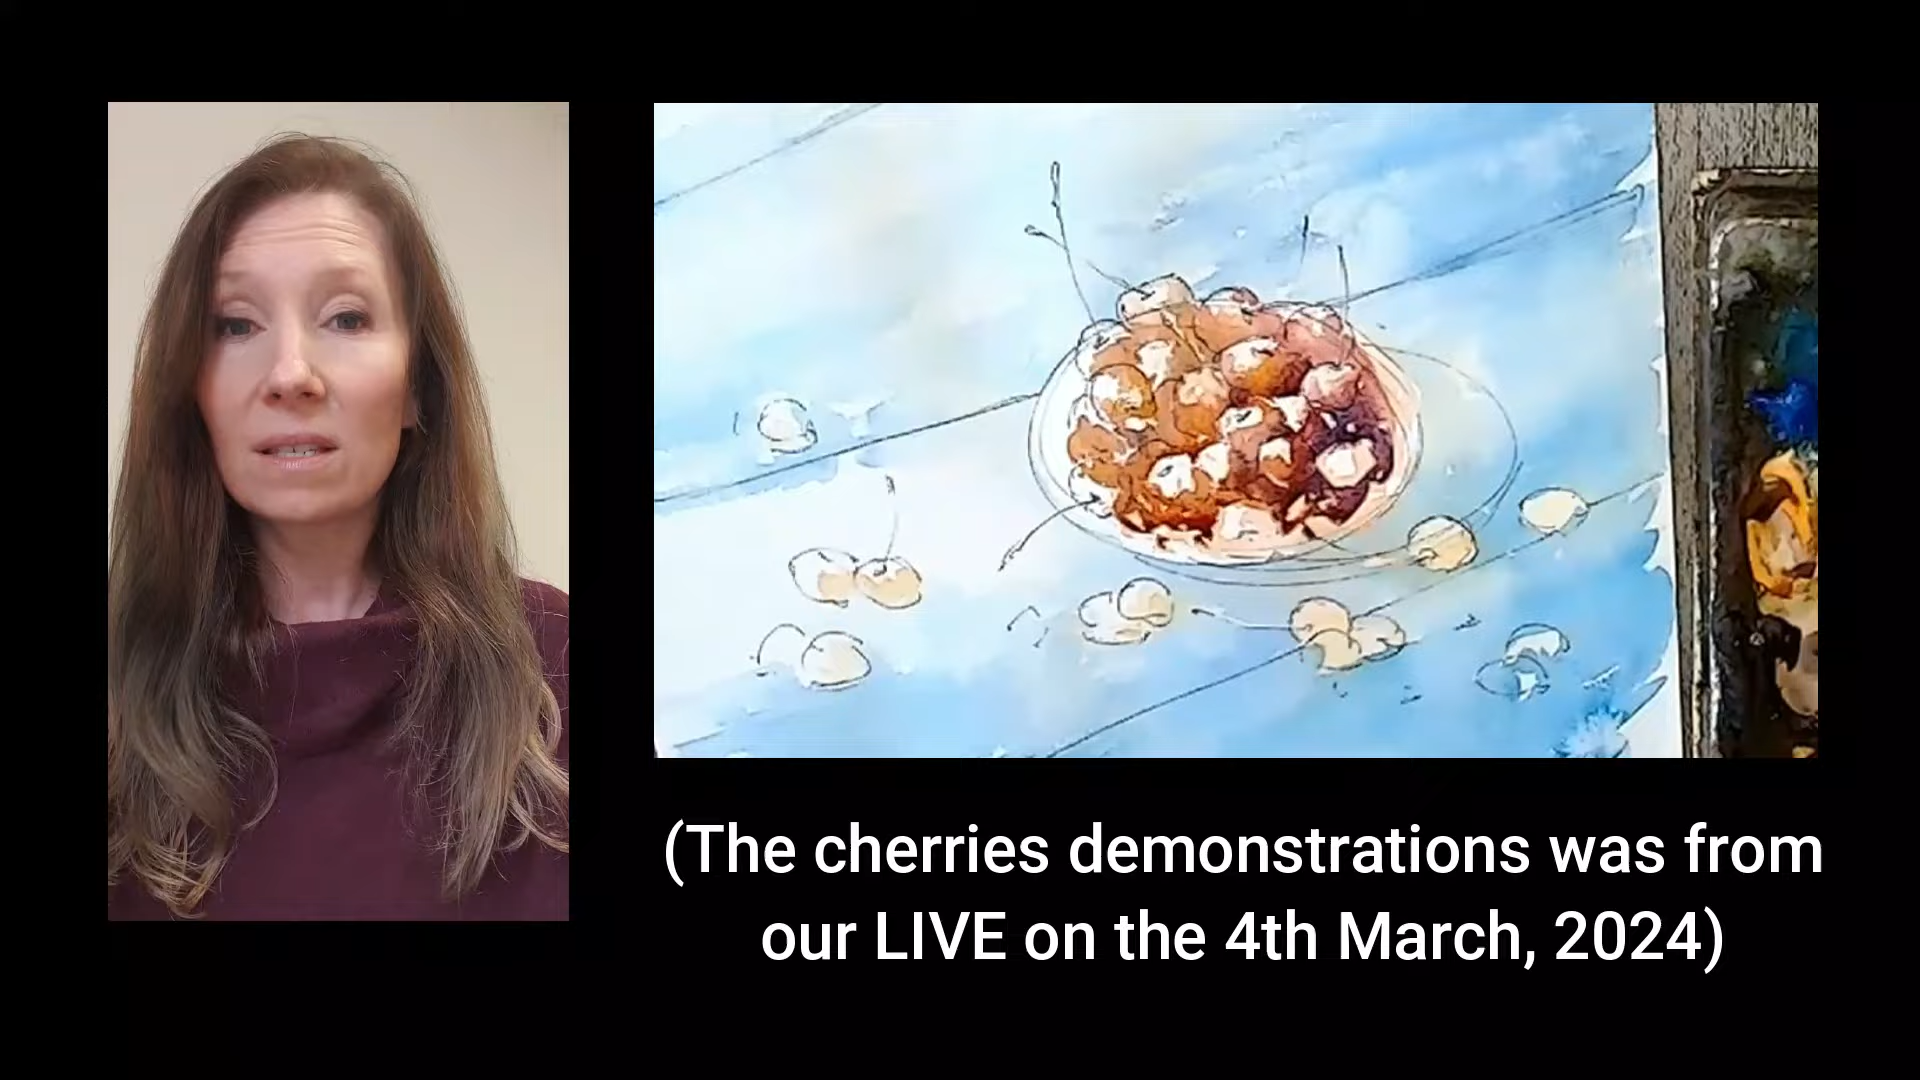 (The cherries demonstrations was from
our LIVE on the 4th March, 2024)